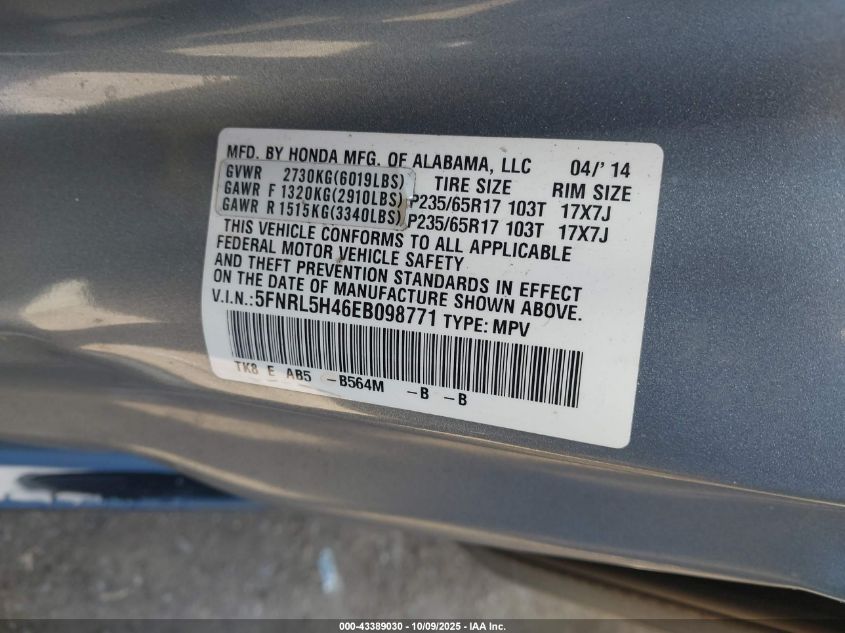 MFD. BY HONDA MFG. OF ALABAMA, LLC 04/' 14
GVWR 2730KG(6019LBS) TIRE SIZE RIM SIZE
GAWR F 1320KG(2910LBS) P235/65R17 103T 17X7J
GAWR R 1515KG(3340LBS) P235/65R17 103T 17X7J
THIS VEHICLE CONFORMS TO ALL APPLICABLE
FEDERAL MOTOR VEHICLE SAFETY
AND THEFT PREVENTION STANDARDS IN EFFECT
ON THE DATE OF MANUFACTURE SHOWN ABOVE.
V.I.N.:5FNRL5H46EB098771 TYPE: MPV
TK8 E AB5 -B564M -B -B
000-43389030 - 10/09/2025 - IAA Inc.